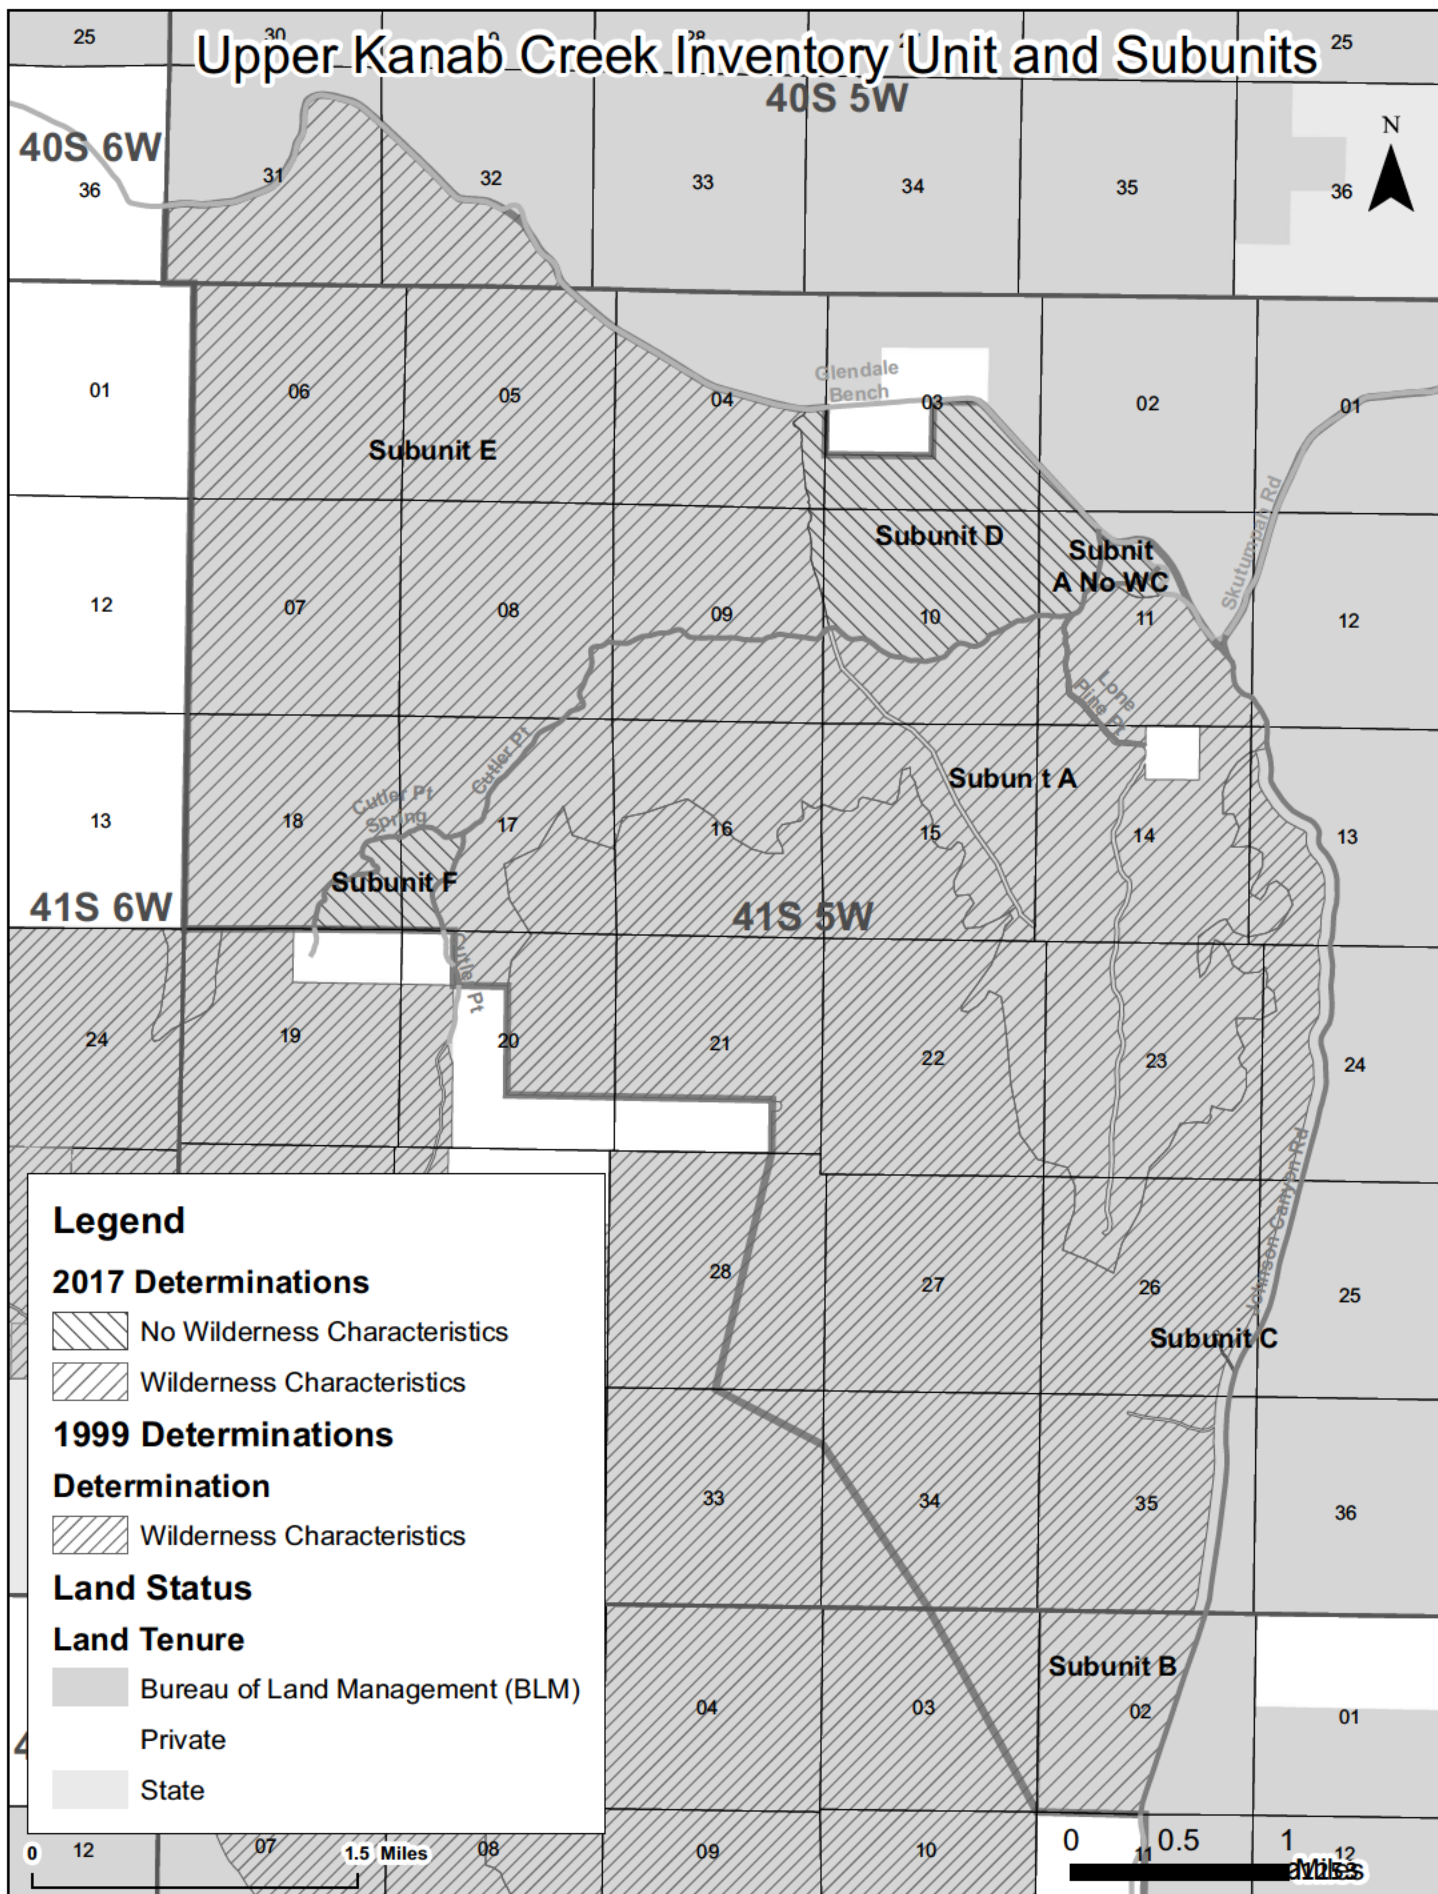 Upper Kanab Creek Inventory Unit and Subunits
25
30
28
25
40S 5W
N
40S 6W
36
31
32
33
34
35
36
01
06
05
04
Glendale
Bench
03
02
01
Subunit E
Skutumpah Rd
Subunit D
Subnit
A No WC
12
07
08
09
10
11
12
Lone
Pine Pt
Cutler Pt
Subun t A
Cutler Pt
Spring
13
18
17
16
15
14
13
Subunit F
41S 6W
41S 5W
Cutler Pt
24
19
20
21
22
23
24
Johnson Canyon Rd
28
27
26
25
Subunit C
33
34
35
36
Subunit B
04
03
02
01
Legend
2017 Determinations
No Wilderness Characteristics
Wilderness Characteristics
1999 Determinations
Determination
Wilderness Characteristics
Land Status
Land Tenure
Bureau of Land Management (BLM)
Private
State
4
12
07
08
09
10
11
12
0
1.5 Miles
0
0.5
1
Miles